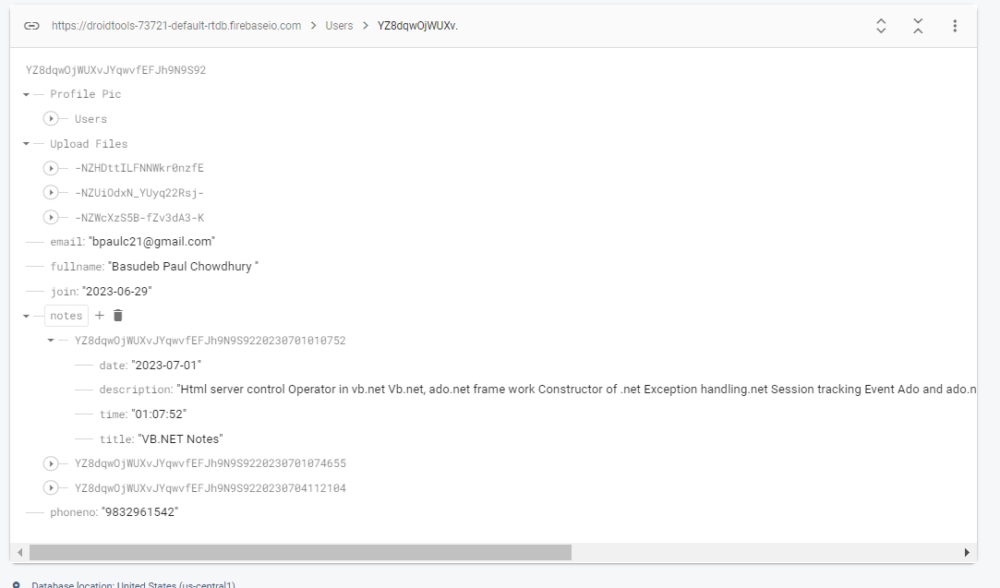 https://droidtools-73721-default-rtdb.firebaseio.com > Users > YZ8dqwOjWUXv.
YZ8dqwOjWUXvJYqwvfEFJh9N9S92
Profile Pic
Users
Upload Files
-NZHDttILFNNWkr0nzfE
-NZUiOdxN_YUyq22Rsj-
-NZWcXzS5B-fZv3dA3-K
email: "bpaulc21@gmail.com"
fullname: "Basudeb Paul Chowdhury "
join: "2023-06-29"
notes
YZ8dqwOjWUXvJYqwvfEFJh9N9S9220230701010752
date: "2023-07-01"
description: "Html server control Operator in vb.net Vb.net, ado.net frame work Constructor of .net Exception handling.net Session tracking Event Ado and ado.n
time: "01:07:52"
title: "VB.NET Notes"
YZ8dqwOjWUXvJYqwvfEFJh9N9S9220230701074655
YZ8dqwOjWUXvJYqwvfEFJh9N9S9220230704112104
phoneno: "9832961542"
Database location: United States (us-central1)